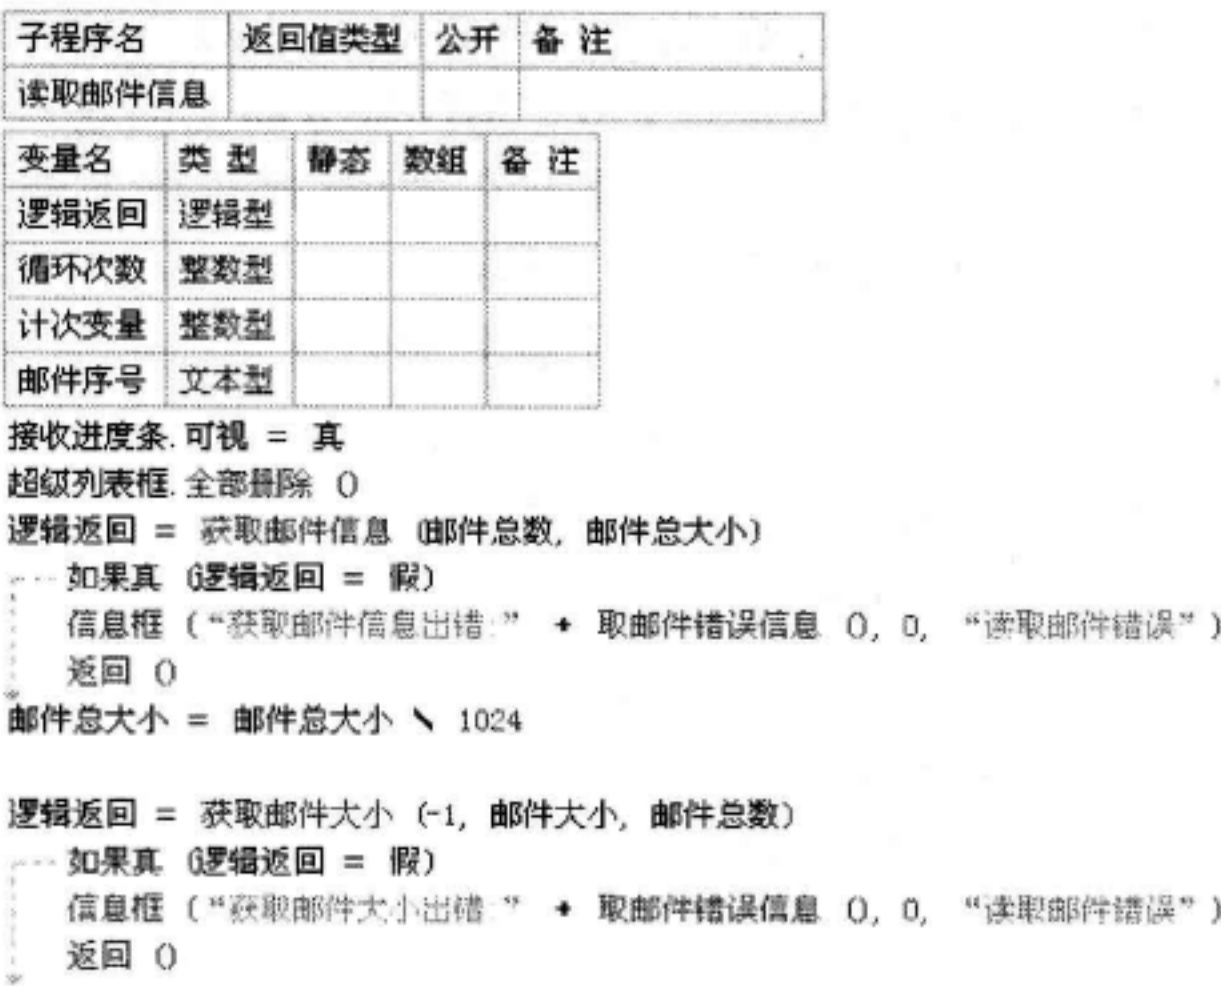 子程序名 返回值类型 公开 备 注
读取邮件信息
变量名 类 型 静态 数组 备 注
逻辑返回 逻辑型
循环次数 整数型
计次变量 整数型
邮件序号 文本型
接收进度条.可视 = 真
超级列表框.全部删除 ()
逻辑返回 = 获取邮件信息 (邮件总数, 邮件总大小)
如果真 (逻辑返回 = 假)
信息框 (“获取邮件信息出错:” + 取邮件错误信息 (), 0, “读取邮件错误”)
返回 ()
邮件总大小 = 邮件总大小 \ 1024
逻辑返回 = 获取邮件大小 (-1, 邮件大小, 邮件总数)
如果真 (逻辑返回 = 假)
信息框 (“获取邮件大小出错:” + 取邮件错误信息 (), 0, “读取邮件错误”)
返回 ()